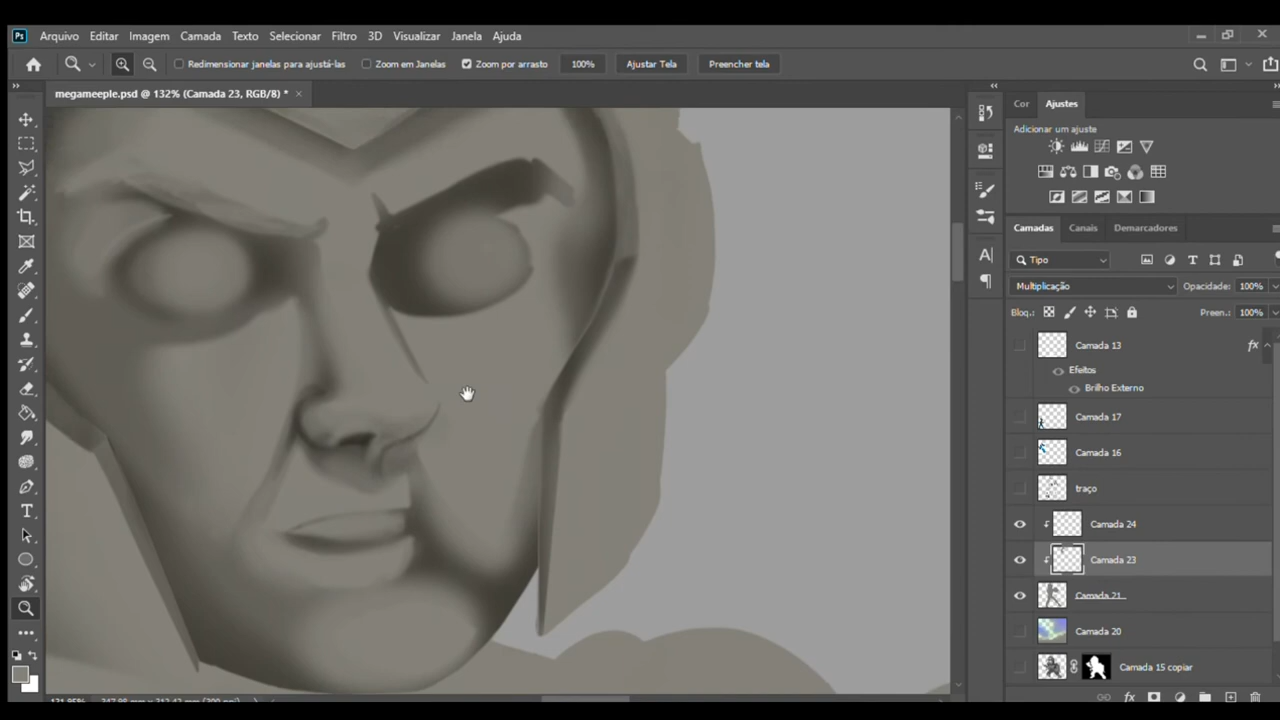 Ps Arquivo Editar Imagem Camada Texto Selecionar Filtro 3D Visualizar Janela Ajuda
Redimensionar janelas para ajustá-las Zoom em Janelas Zoom por arrasto 100% Ajustar Tela Preencher tela
megameeple.psd @ 132% (Camada 23, RGB/8) * ×
Cor Ajustes
Adicionar um ajuste
Camadas Canais Demarcadores
Tipo
Multiplicação Opacidade: 100%
Bloq.: Preen.: 100%
Camada 13 fx
Efeitos
Brilho Externo
Camada 17
Camada 16
traço
Camada 24
Camada 23
Camada 21
Camada 20
Camada 15 copiar
fx